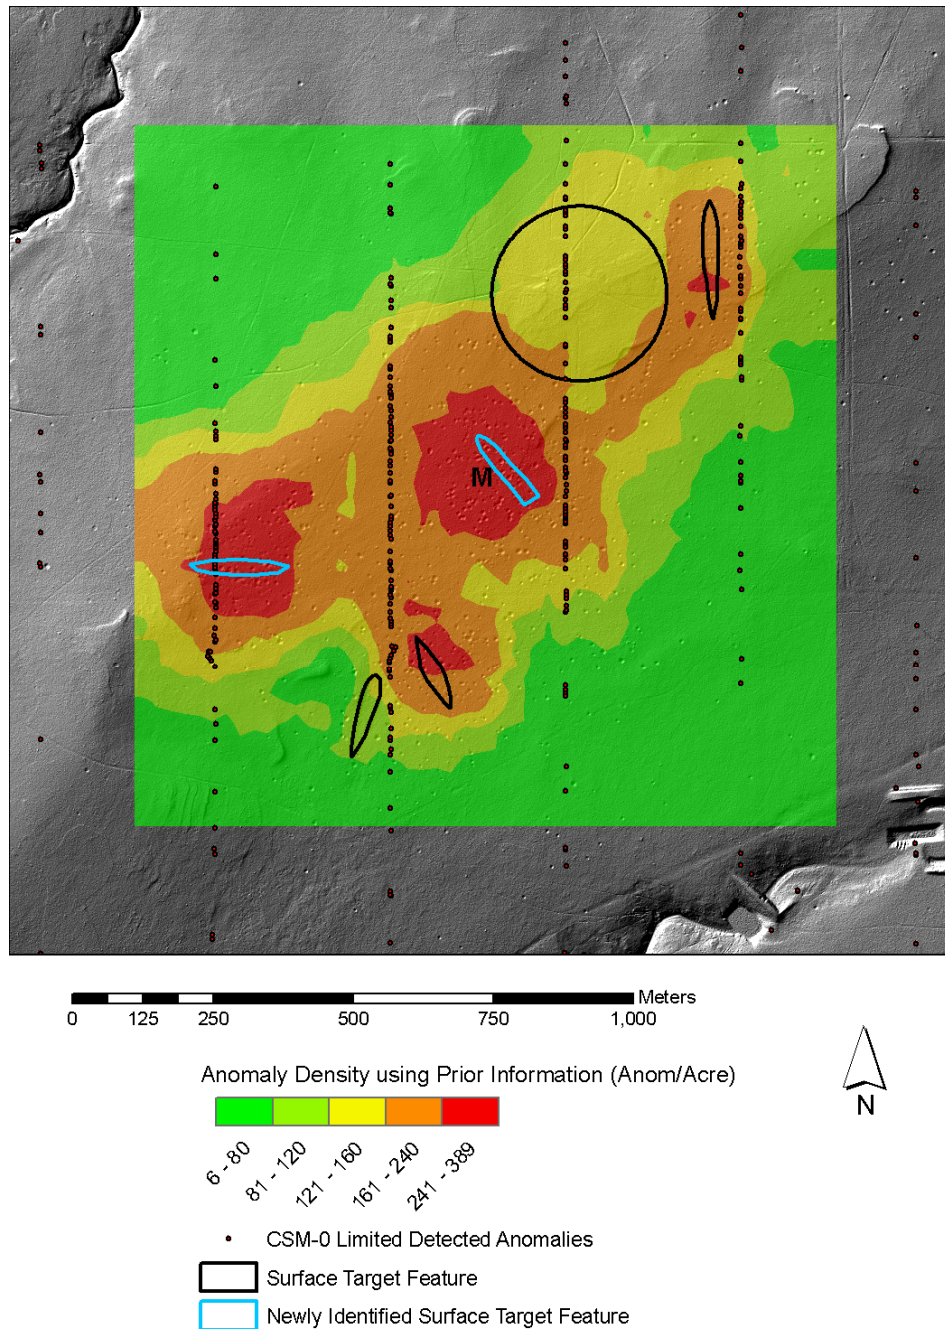 M
Meters
0 125 250 500 750 1,000
Anomaly Density using Prior Information (Anom/Acre)
N
6 - 80
81 - 120
121 - 160
161 - 240
241 - 389
CSM-0 Limited Detected Anomalies
Surface Target Feature
Newly Identified Surface Target Feature